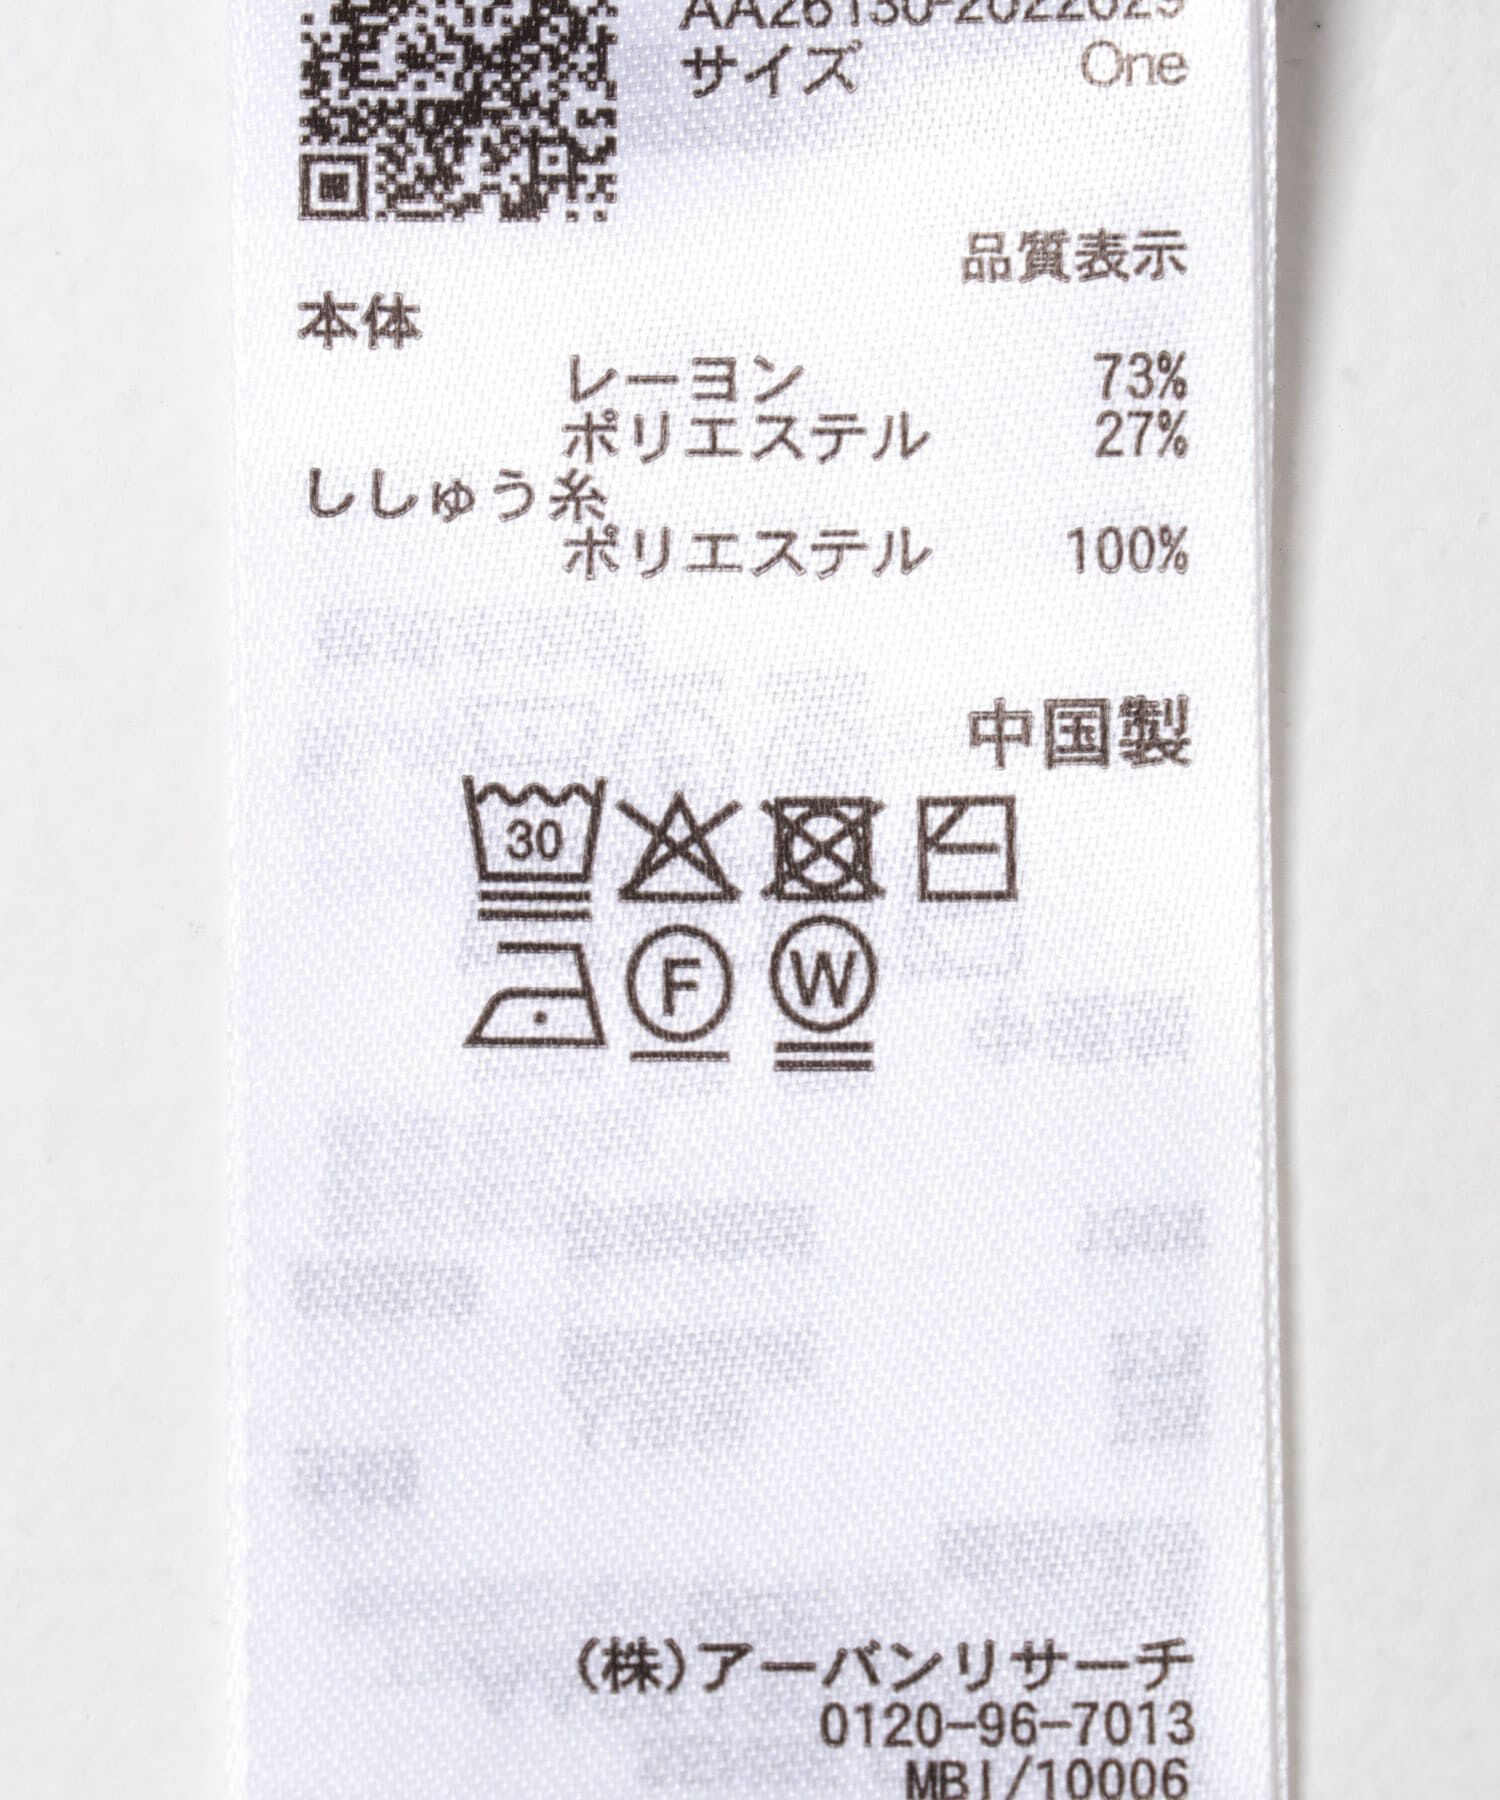 サイズ One
品質表示
本体
レーヨン 73%
ポリエステル 27%
ししゅう糸
ポリエステル 100%
中国製
30
F W
(株)アーバンリサーチ
0120-96-7013
MBI/10006